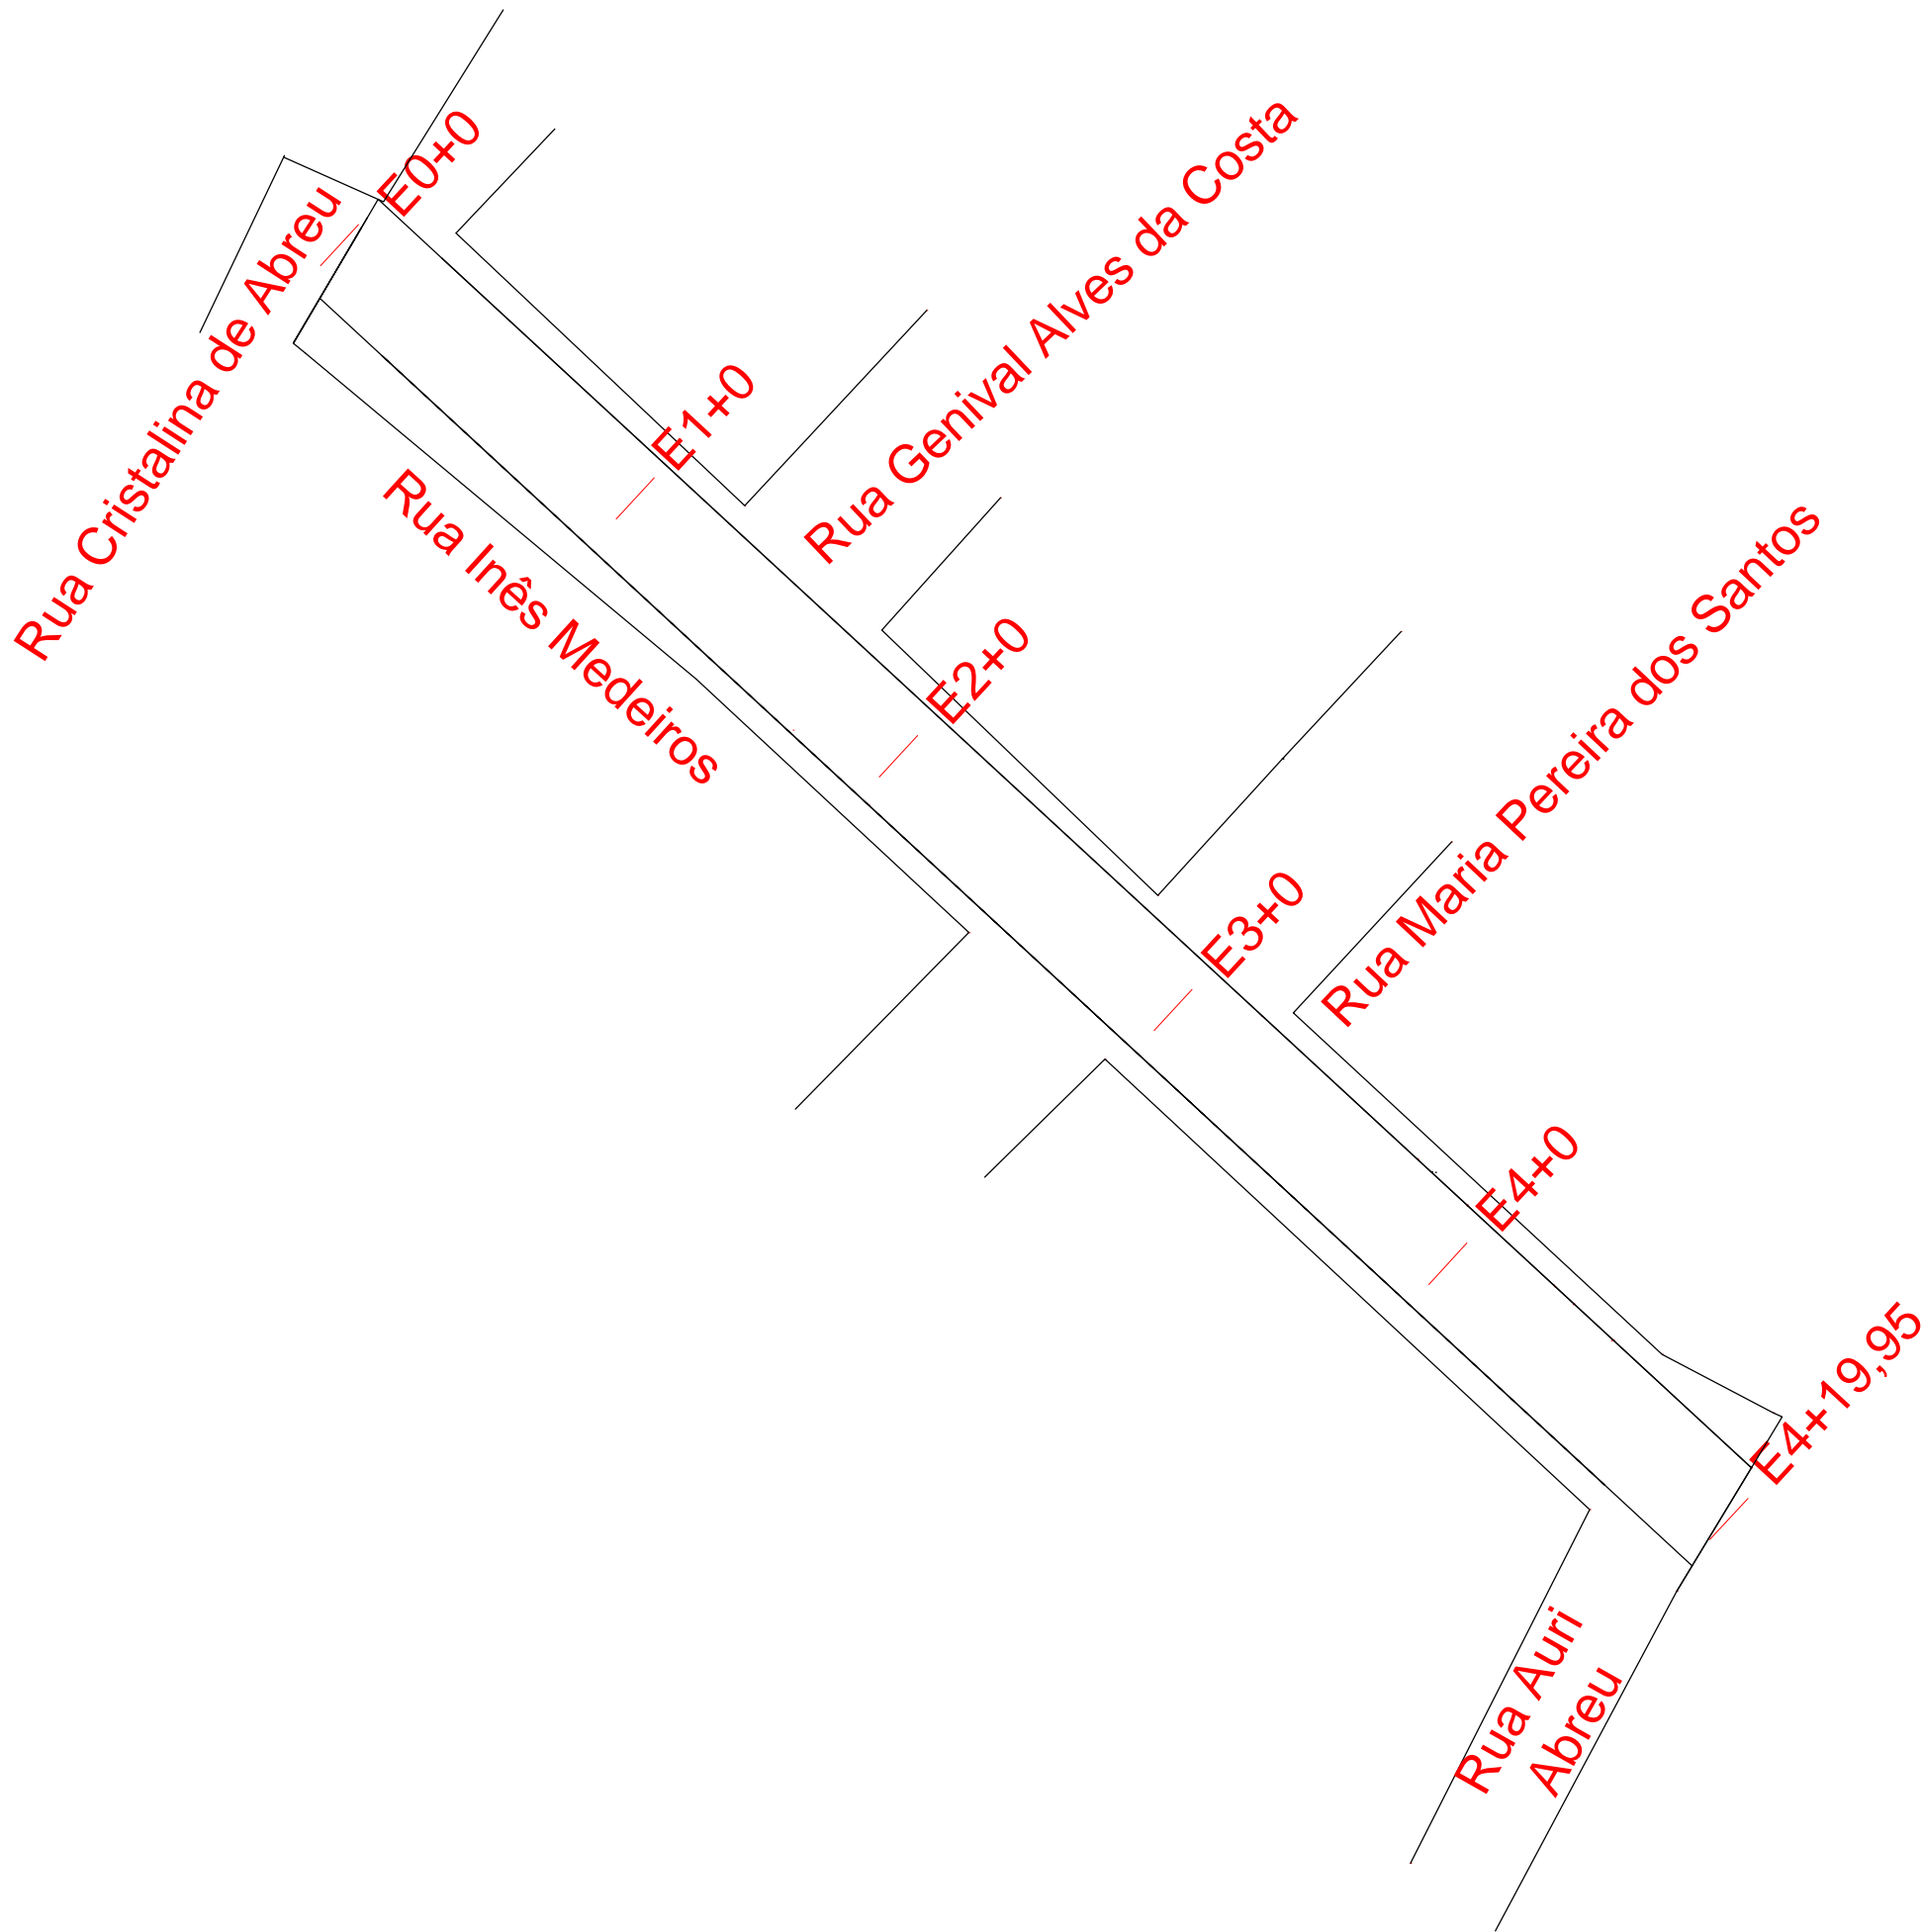 E0+0
Rua Cristalina de Abreu
E1+0
Rua Genival Alves da Costa
Rua Inês Medeiros
E2+0
Rua Maria Pereira dos Santos
E3+0
E4+0
E4+19,95
Rua Auri
Abreu